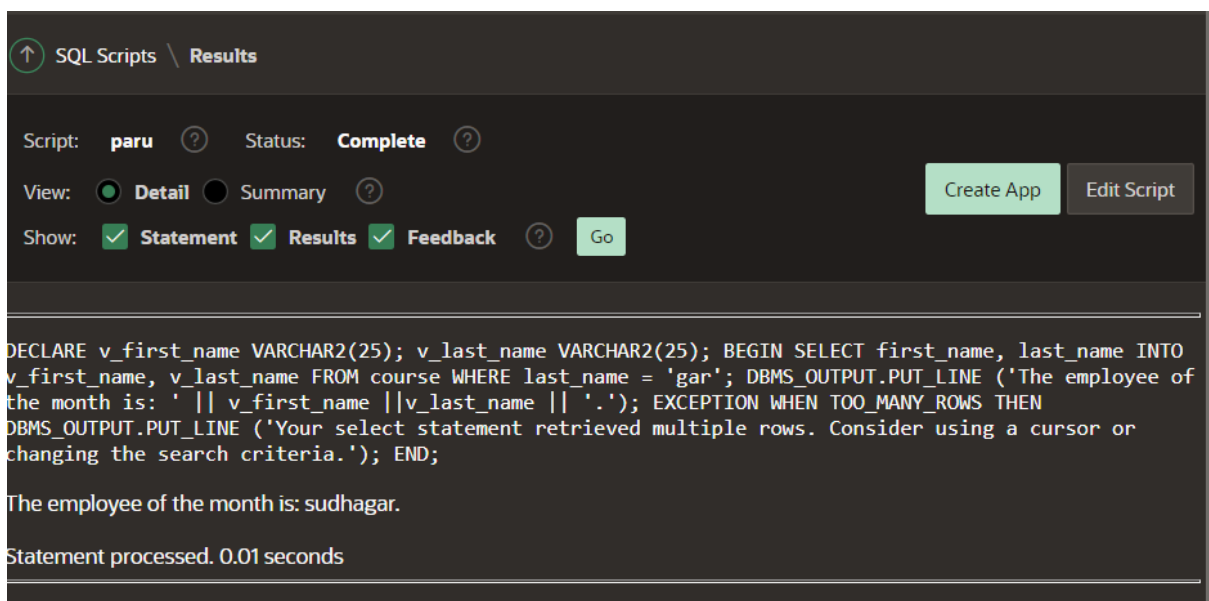 SQL Scripts \ Results
Script: paru ? Status: Complete ?
View: Detail Summary ?
Create App Edit Script
Show: Statement Results Feedback ? Go
DECLARE v_first_name VARCHAR2(25); v_last_name VARCHAR2(25); BEGIN SELECT first_name, last_name INTO
v_first_name, v_last_name FROM course WHERE last_name = 'gar'; DBMS_OUTPUT.PUT_LINE ('The employee of
the month is: ' || v_first_name ||v_last_name || '.'); EXCEPTION WHEN TOO_MANY_ROWS THEN
DBMS_OUTPUT.PUT_LINE ('Your select statement retrieved multiple rows. Consider using a cursor or
changing the search criteria.'); END;
The employee of the month is: sudhagar.
Statement processed. 0.01 seconds